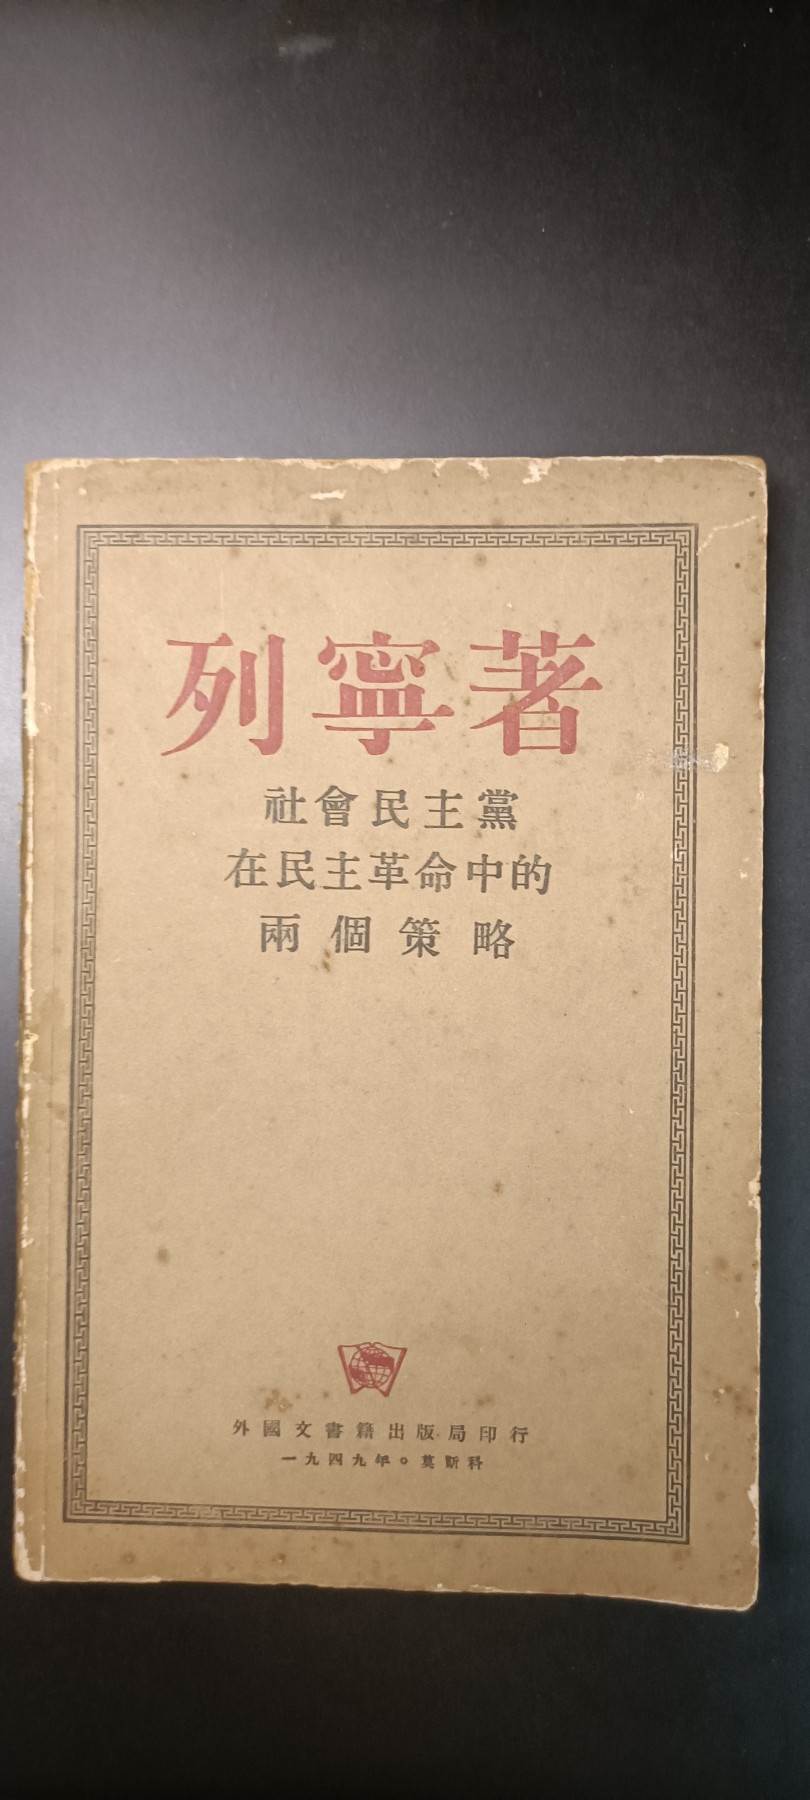 列寧著
社會民主黨
在民主革命中的
兩個策略
外國文書籍出版局印行
一九四九年。莫斯科